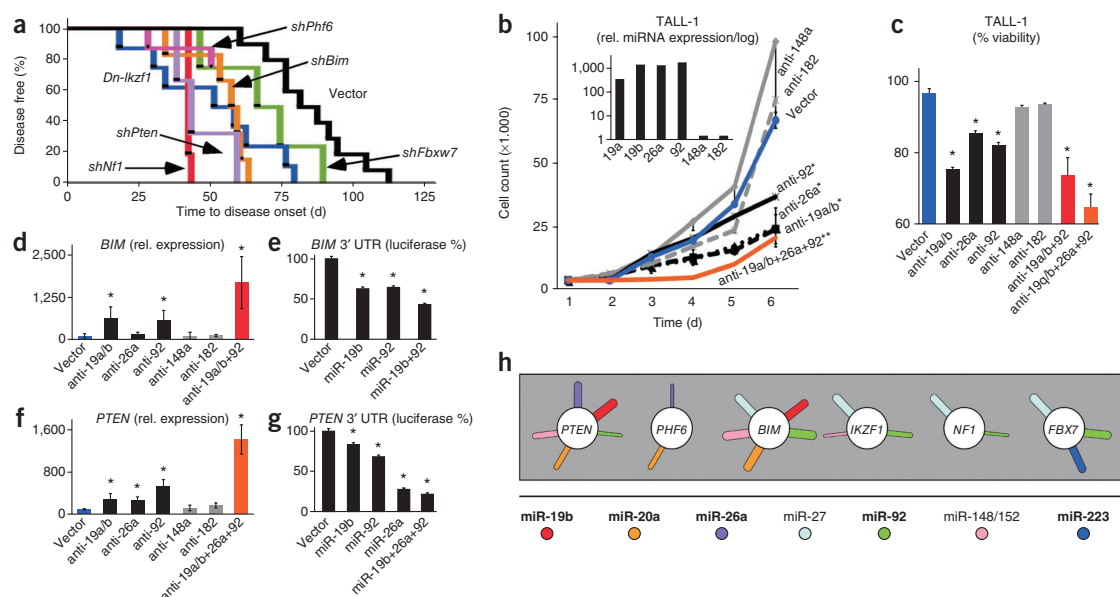 a
Disease free (%)
100
80
60
40
20
0
0
25
50
75
100
125
Time to disease onset (d)
shPhf6
shBim
Dn-Ikzf1
Vector
shPten
shNf1
shFbxw7
b
TALL-1
(rel. miRNA expression/log)
Cell count (×1.000)
100
75
50
25
0
1,000
100
10
1
19a
19b
26a
92
148a
182
anti-148a
anti-182
Vector
anti-92*
anti-26a*
anti-19a/b*
anti-19a/b+26a+92**
1
2
3
4
5
6
Time (d)
c
TALL-1
(% viability)
100
80
60
*
*
*
*
*
Vector
anti-19a/b
anti-26a
anti-92
anti-148a
anti-182
anti-19a/b+92
anti-19q/b+26a+92
d
BIM (rel. expression)
2,500
1,250
0
*
*
*
Vector
anti-19a/b
anti-26a
anti-92
anti-148a
anti-182
anti-19a/b+92
e
BIM 3′ UTR (luciferase %)
100
50
0
*
*
*
Vector
miR-19b
miR-92
miR-19b+92
f
PTEN (rel. expression)
1,600
800
0
*
*
*
*
Vector
anti-19a/b
anti-26a
anti-92
anti-148a
anti-182
anti-19a/b+26a+92
g
PTEN 3′ UTR (luciferase %)
100
50
0
*
*
*
*
Vector
miR-19b
miR-92
miR-26a
miR-19b+26a+92
h
PTEN
PHF6
BIM
IKZF1
NF1
FBX7
miR-19b
miR-20a
miR-26a
miR-27
miR-92
miR-148/152
miR-223